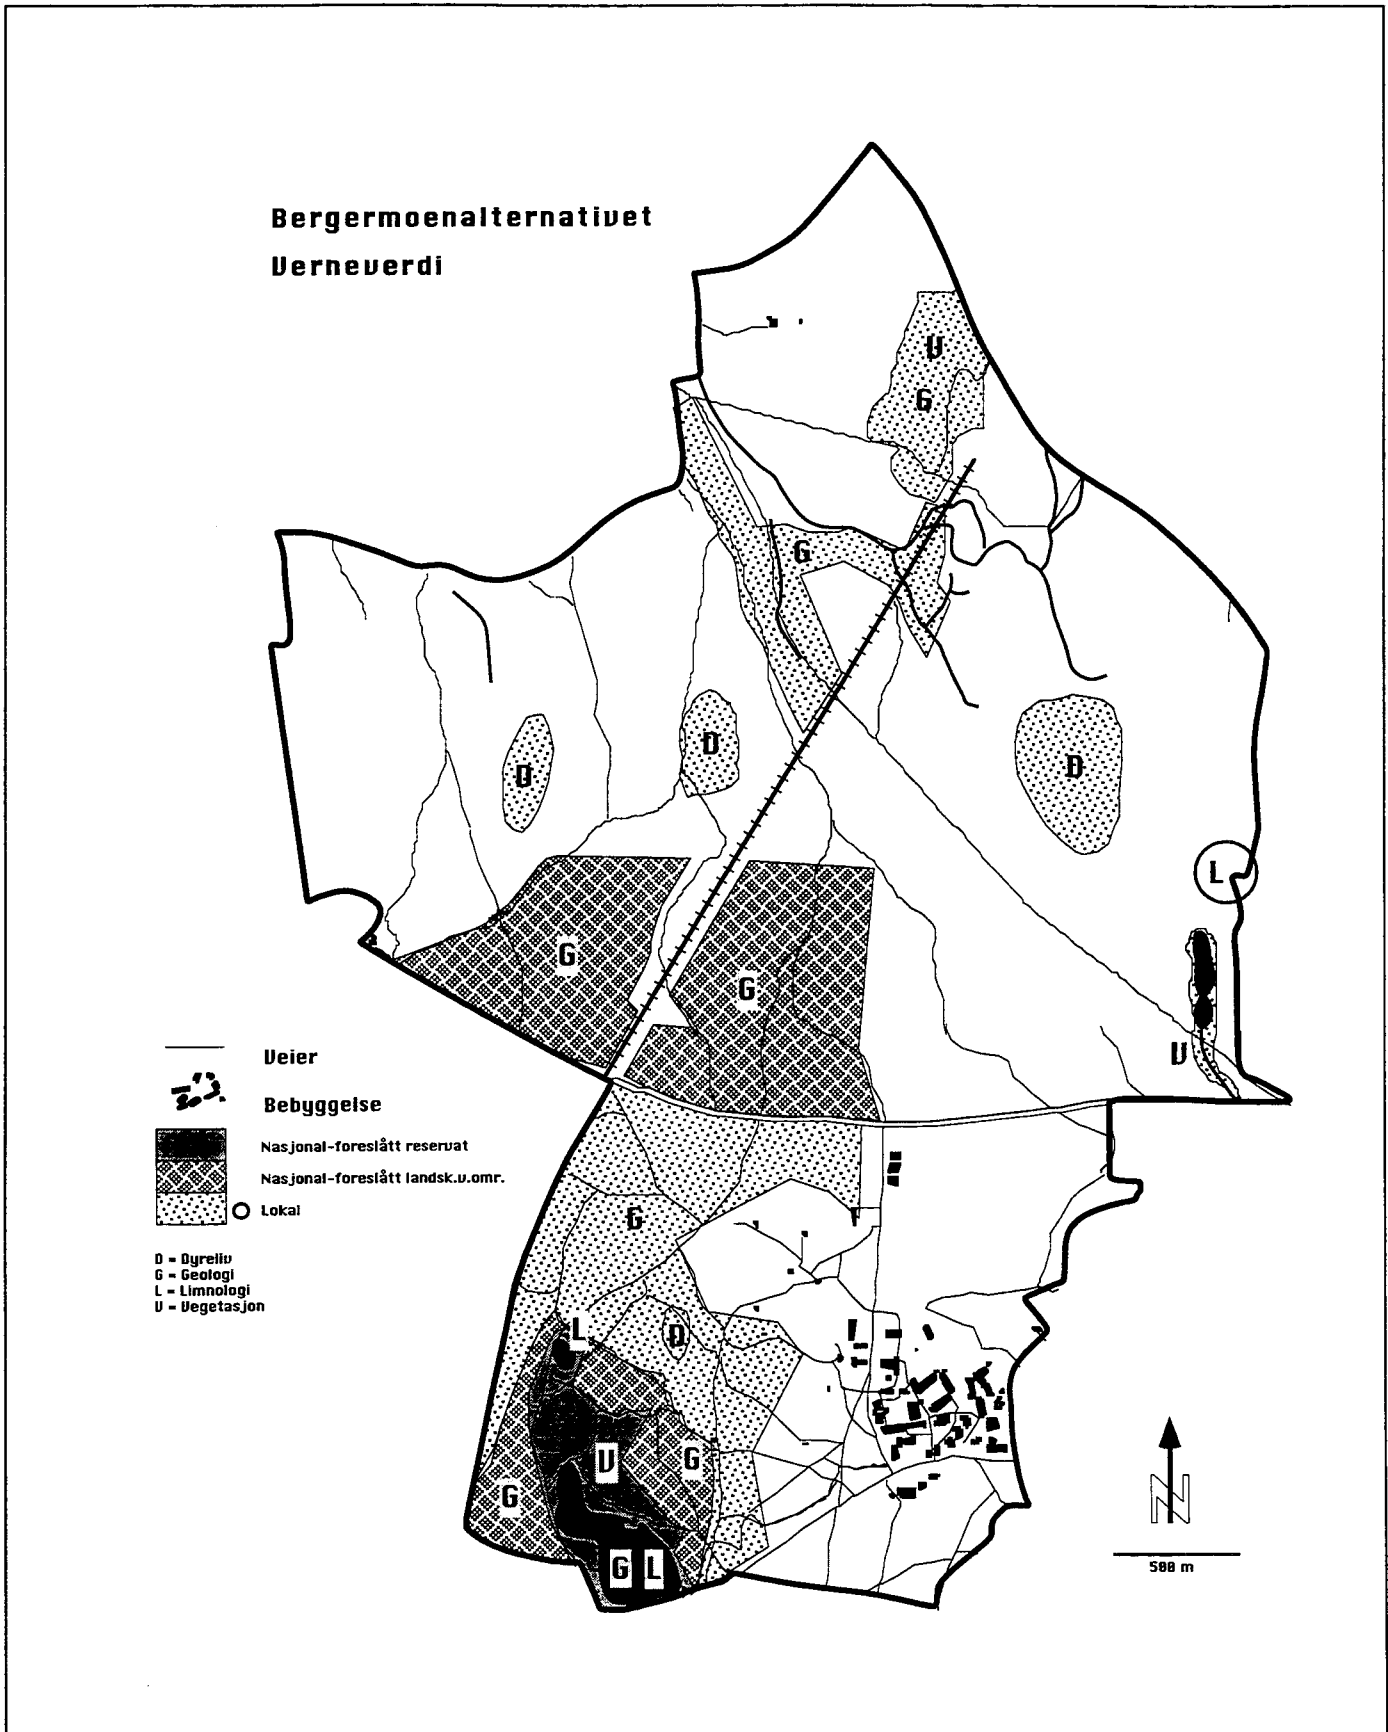 Bergermoenalternativet
Verneverdi
V
G
G
D
D
D
L
G
G
V
Veier
Bebyggelse
Nasjonal-foreslått reservat
Nasjonal-foreslått landsk.v.omr.
Lokal
D = Dyreliv
G = Geologi
L = Limnologi
V = Vegetasjon
G
L
D
V
G
G
G L
N
500 m